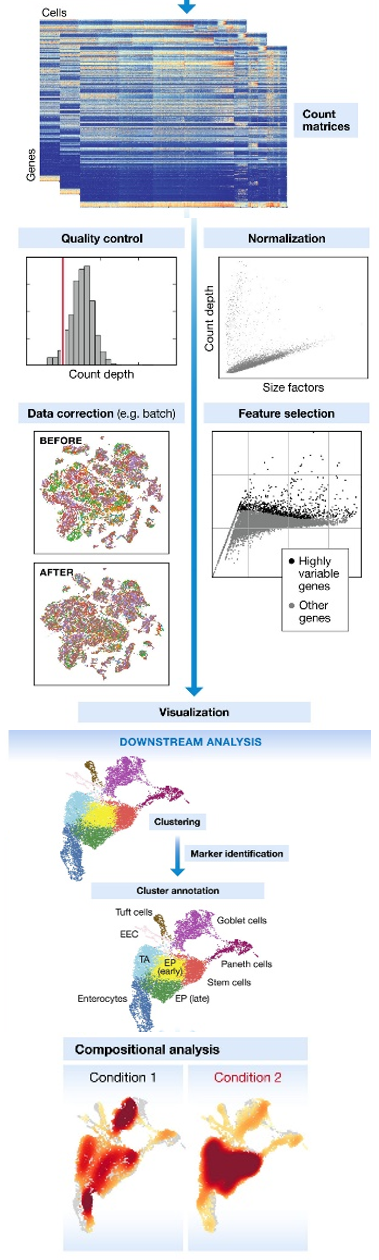 Cells
Genes
Count
matrices
Quality control
Normalization
Count depth
Count depth
Size factors
Data correction (e.g. batch)
Feature selection
BEFORE
AFTER
Highly
variable
genes
Other
genes
Visualization
DOWNSTREAM ANALYSIS
Clustering
Marker identification
Cluster annotation
Tuft cells
Goblet cells
EEC
TA
EP
(early)
Paneth cells
Stem cells
Enterocytes
EP (late)
Compositional analysis
Condition 1
Condition 2